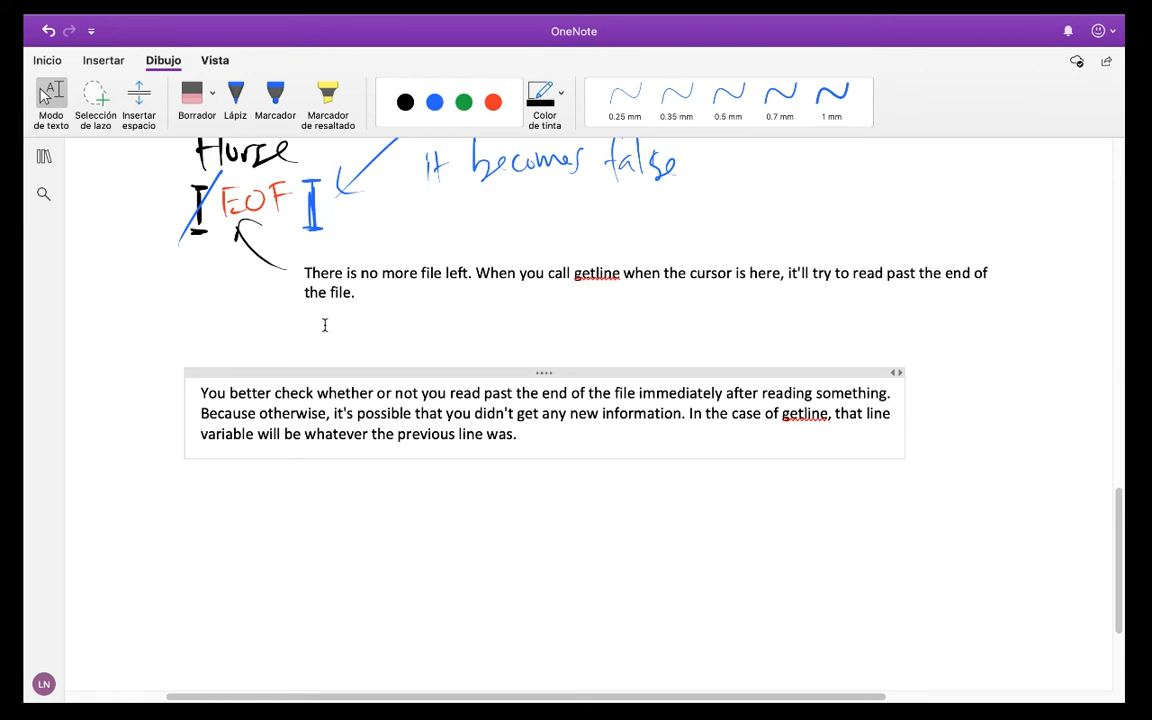 OneNote
Inicio Insertar Dibujo Vista
Modo de texto
Selección de lazo
Insertar espacio
Borrador
Lápiz
Marcador
Marcador de resaltado
Color de tinta
0.25 mm 0.35 mm 0.5 mm 0.7 mm 1 mm
Horse
it becomes false
EOF
There is no more file left. When you call getline when the cursor is here, it'll try to read past the end of
the file.
You better check whether or not you read past the end of the file immediately after reading something.
Because otherwise, it's possible that you didn't get any new information. In the case of getline, that line
variable will be whatever the previous line was.
LN